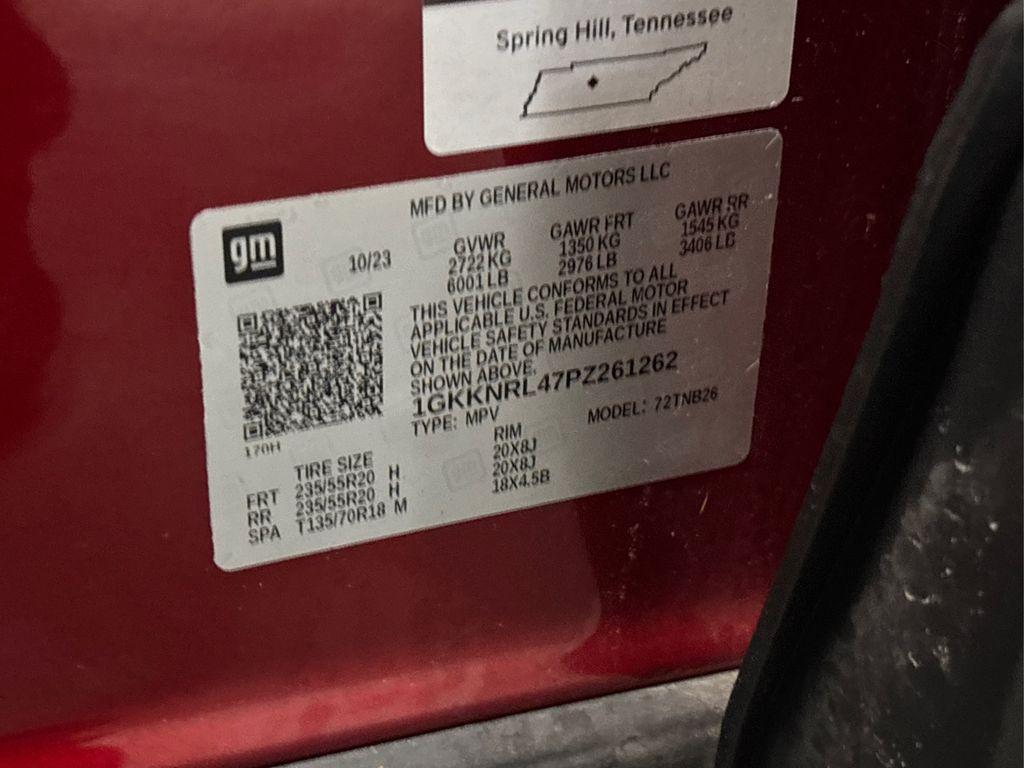 Spring Hill, Tennessee
MFD BY GENERAL MOTORS LLC
gm
10/23
GVWR GAWR FRT GAWR RR
2722 KG 1350 KG 1545 KG
6001 LB 2976 LB 3406 LB
THIS VEHICLE CONFORMS TO ALL
APPLICABLE U.S. FEDERAL MOTOR
VEHICLE SAFETY STANDARDS IN EFFECT
ON THE DATE OF MANUFACTURE
SHOWN ABOVE.
1GKKNRL47PZ261262
TYPE: MPV MODEL: 72TNB26
170H
TIRE SIZE RIM
FRT 235/55R20 H 20X8J
RR 235/55R20 H 20X8J
SPA T135/70R18 M 18X4.5B